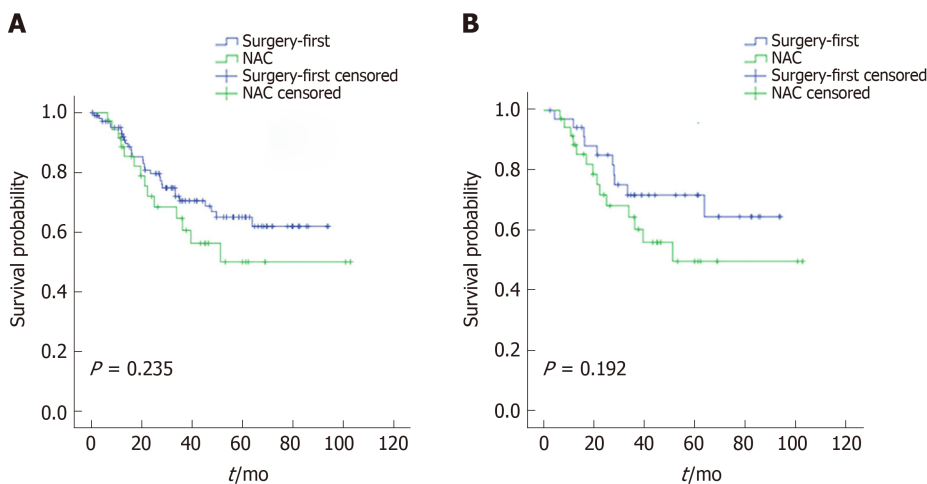 A
Surgery-first
NAC
Surgery-first censored
NAC censored
1.0
0.8
0.6
0.4
0.2
0.0
Survival probability
P = 0.235
0 20 40 60 80 100 120
t/mo
B
Surgery-first
NAC
Surgery-first censored
NAC censored
1.0
0.8
0.6
0.4
0.2
0.0
Survival probability
P = 0.192
0 20 40 60 80 100 120
t/mo